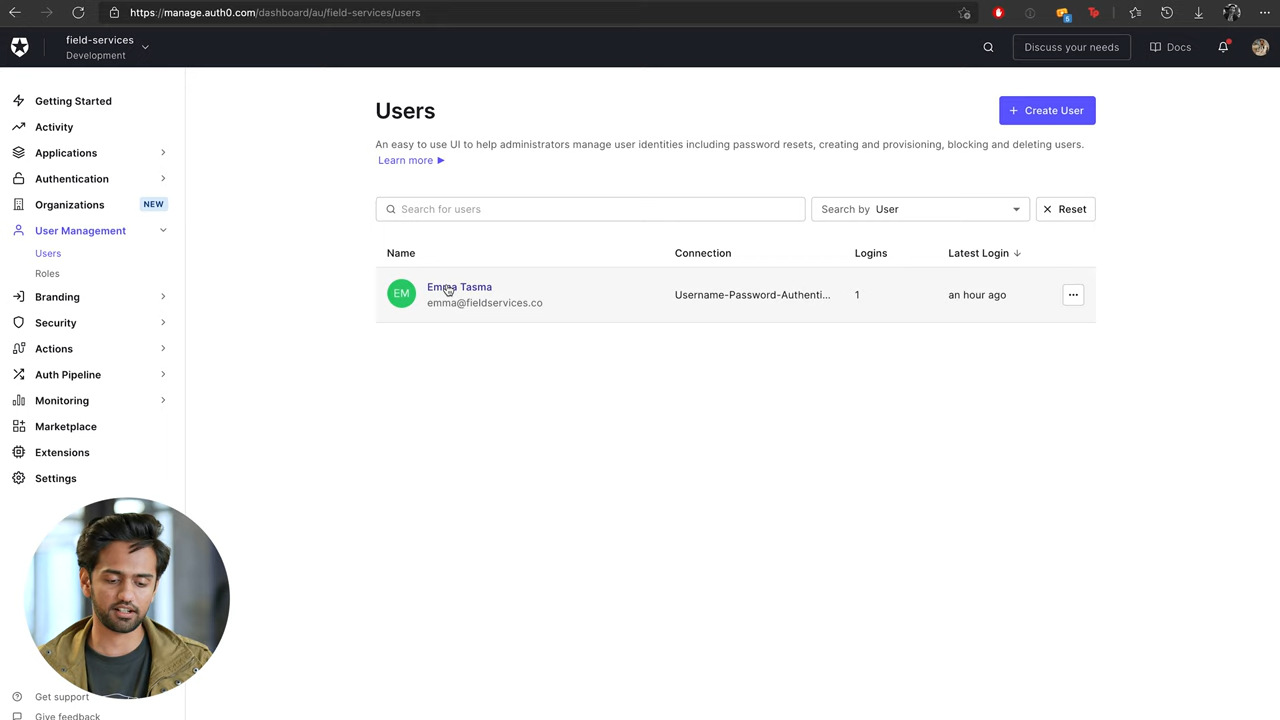 https://manage.auth0.com/dashboard/au/field-services/users
5
field-services
Development
Discuss your needs
Docs
Getting Started
Activity
Applications
Authentication
Organizations NEW
User Management
Users
Roles
Branding
Security
Actions
Auth Pipeline
Monitoring
Marketplace
Extensions
Settings
Get support
Give feedback
Users
+ Create User
An easy to use UI to help administrators manage user identities including password resets, creating and provisioning, blocking and deleting users.
Learn more ▶
Search for users
Search by User
Reset
Name Connection Logins Latest Login ↓
EM
Emma Tasma
emma@fieldservices.co
Username-Password-Authenti...
1
an hour ago